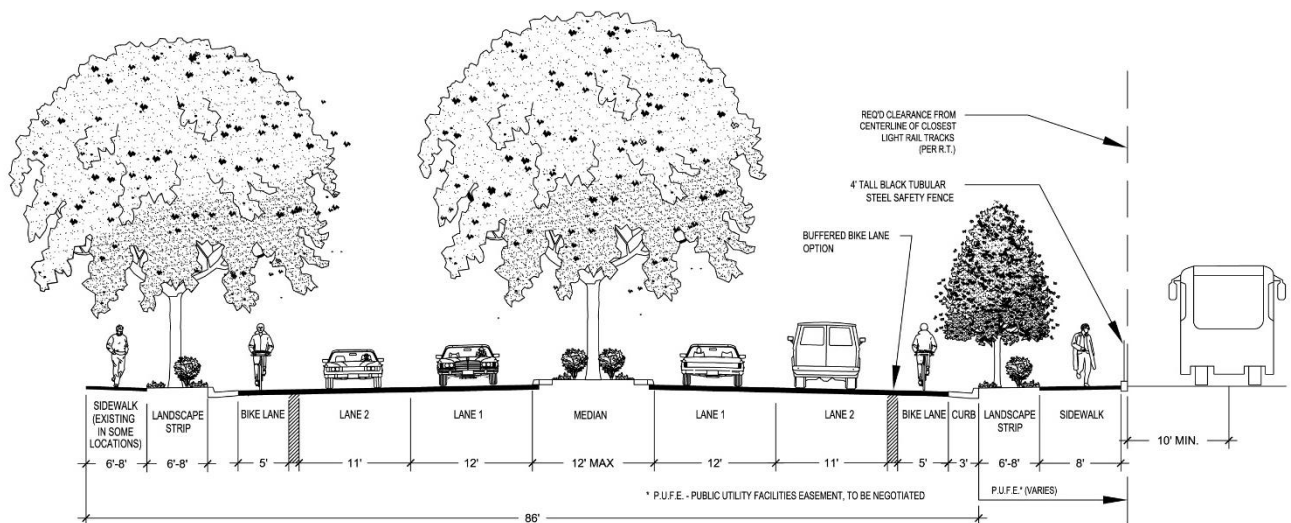 REQ'D CLEARANCE FROM
CENTERLINE OF CLOSEST
LIGHT RAIL TRACKS
(PER R.T.)
4' TALL BLACK TUBULAR
STEEL SAFETY FENCE
BUFFERED BIKE LANE
OPTION
SIDEWALK
(EXISTING
IN SOME
LOCATIONS)
LANDSCAPE
STRIP
BIKE LANE
LANE 2
LANE 1
MEDIAN
LANE 1
LANE 2
BIKE LANE
CURB
LANDSCAPE
STRIP
SIDEWALK
10' MIN.
6'-8'
6'-8'
5'
11'
12'
12' MAX
12'
11'
5'
3'
6'-8'
8'
* P.U.F.E. - PUBLIC UTILITY FACILITIES EASEMENT, TO BE NEGOTIATED
P.U.F.E.* (VARIES)
86'